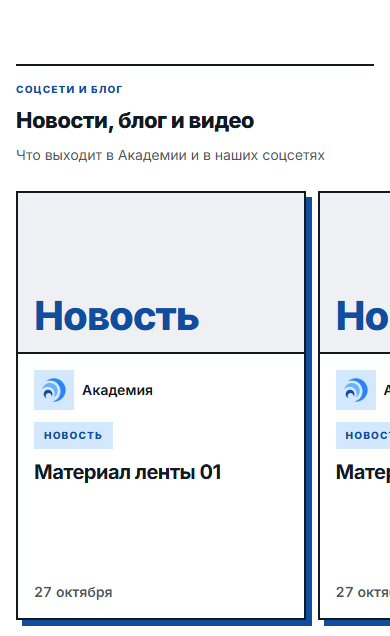 СОЦСЕТИ И БЛОГ
Новости, блог и видео
Что выходит в Академии и в наших соцсетях
Новость
Академия
НОВОСТЬ
Материал ленты 01
27 октября